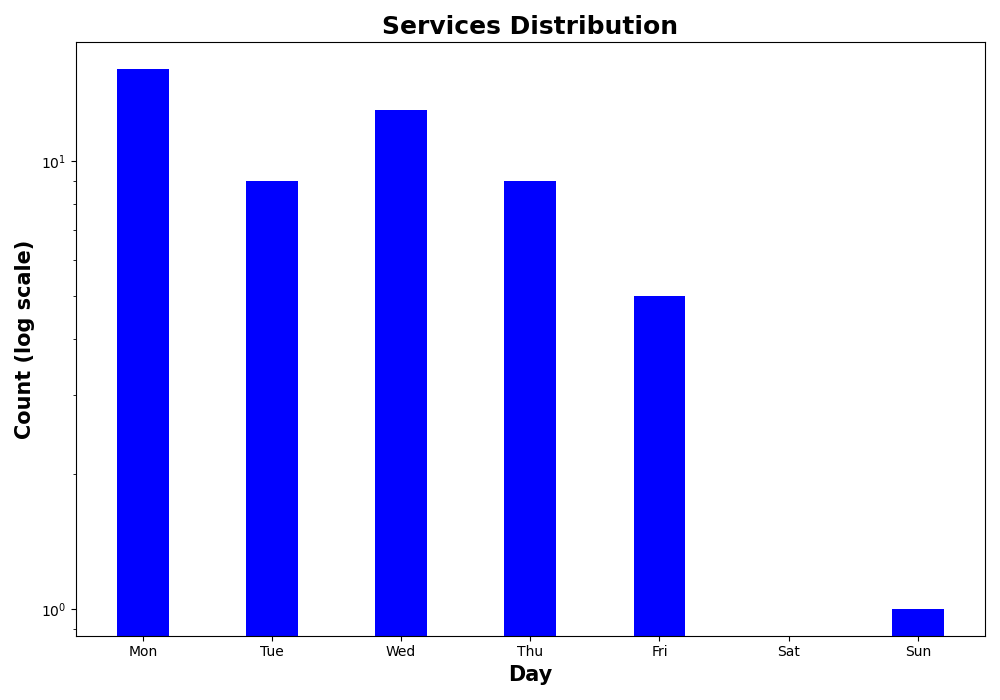 Services Distribution
Count (log scale)
10¹
10⁰
Mon Tue Wed Thu Fri Sat Sun
Day